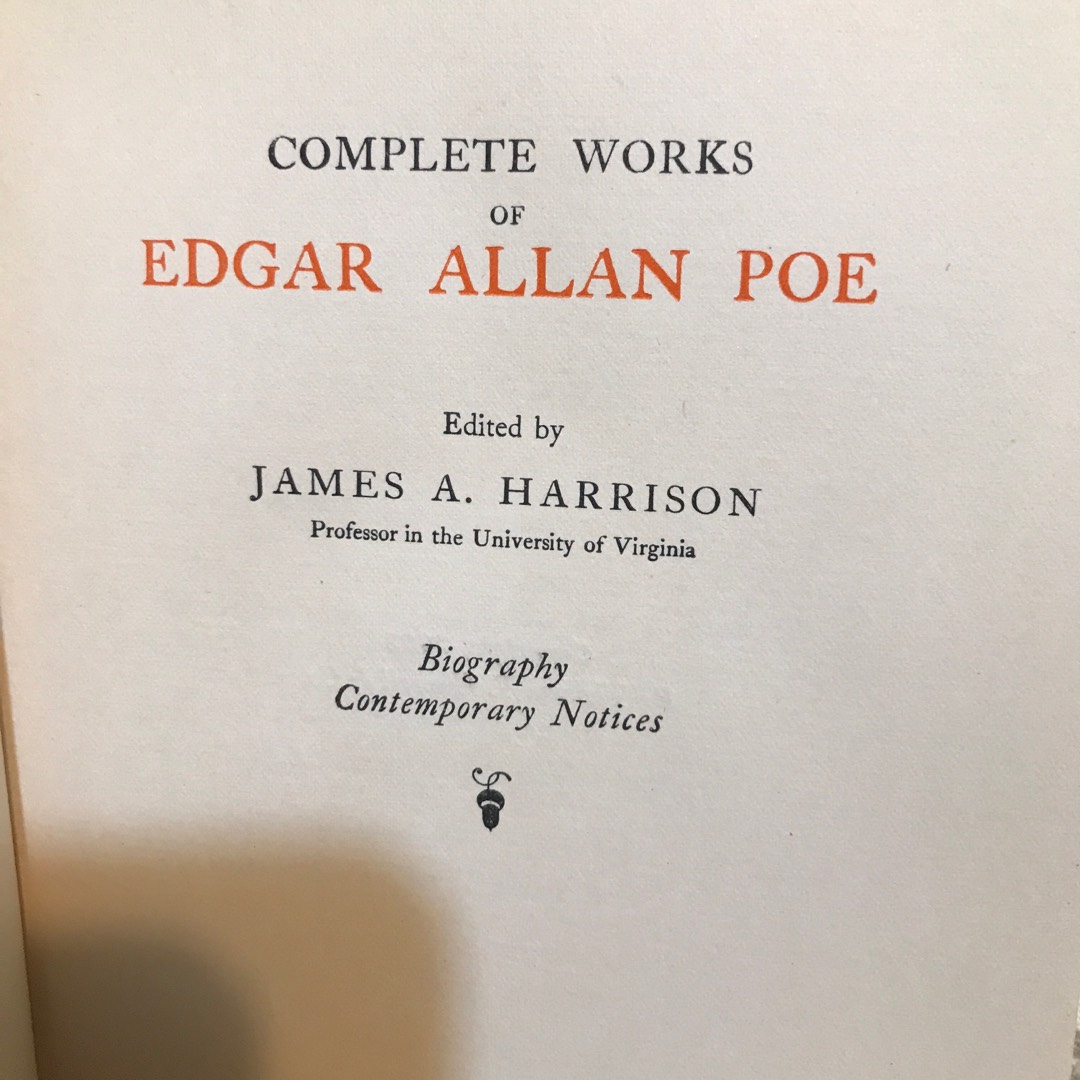 COMPLETE WORKS
OF
EDGAR ALLAN POE
Edited by
JAMES A. HARRISON
Professor in the University of Virginia
Biography
Contemporary Notices